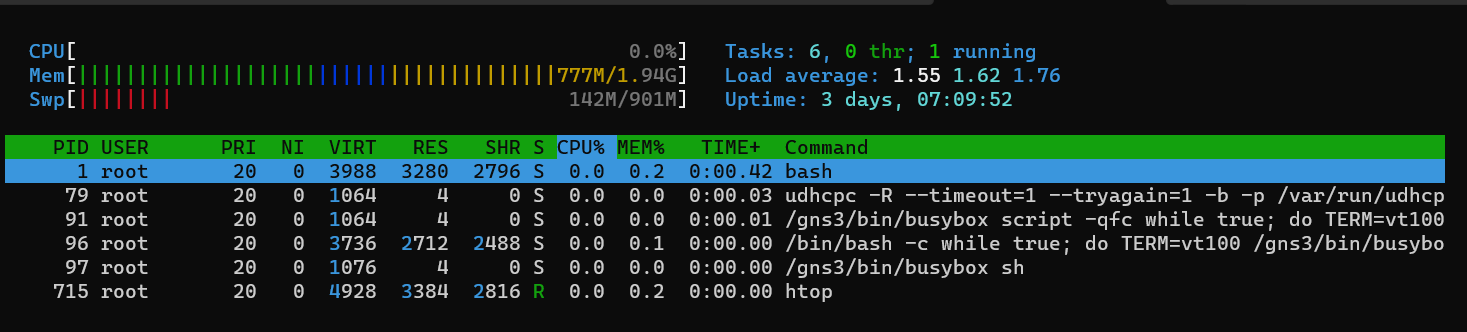 CPU[ 0.0%] Tasks: 6, 0 thr; 1 running
Mem[||||||||||||||||||||||||||||||||||||||||777M/1.94G] Load average: 1.55 1.62 1.76
Swp[|||||||| 142M/901M] Uptime: 3 days, 07:09:52
PID USER PRI NI VIRT RES SHR S CPU% MEM% TIME+ Command
1 root 20 0 3988 3280 2796 S 0.0 0.2 0:00.42 bash
79 root 20 0 1064 4 0 S 0.0 0.0 0:00.03 udhcpc -R --timeout=1 --tryagain=1 -b -p /var/run/udhcp
91 root 20 0 1064 4 0 S 0.0 0.0 0:00.01 /gns3/bin/busybox script -qfc while true; do TERM=vt100
96 root 20 0 3736 2712 2488 S 0.0 0.1 0:00.00 /bin/bash -c while true; do TERM=vt100 /gns3/bin/busybo
97 root 20 0 1076 4 0 S 0.0 0.0 0:00.00 /gns3/bin/busybox sh
715 root 20 0 4928 3384 2816 R 0.0 0.2 0:00.00 htop